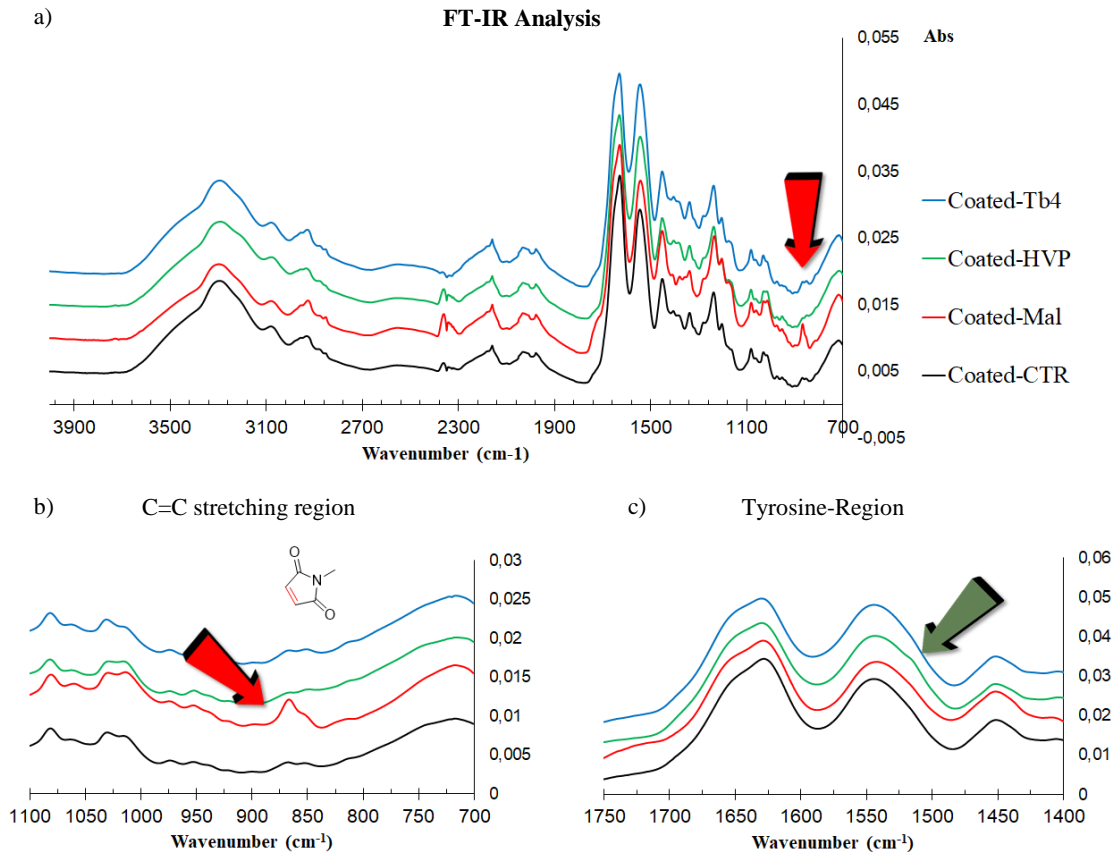 a)
FT-IR Analysis
0,055
Abs
0,045
0,035
0,025
0,015
0,005
-0,005
Coated-Tb4
Coated-HVP
Coated-Mal
Coated-CTR
3900 3500 3100 2700 2300 1900 1500 1100 700
Wavenumber (cm-1)
b) C=C stretching region
O
N
O
0,03
0,025
0,02
0,015
0,01
0,005
0
1100 1050 1000 950 900 850 800 750 700
Wavenumber (cm-1)
c) Tyrosine-Region
0,06
0,05
0,04
0,03
0,02
0,01
0
1750 1700 1650 1600 1550 1500 1450 1400
Wavenumber (cm-1)